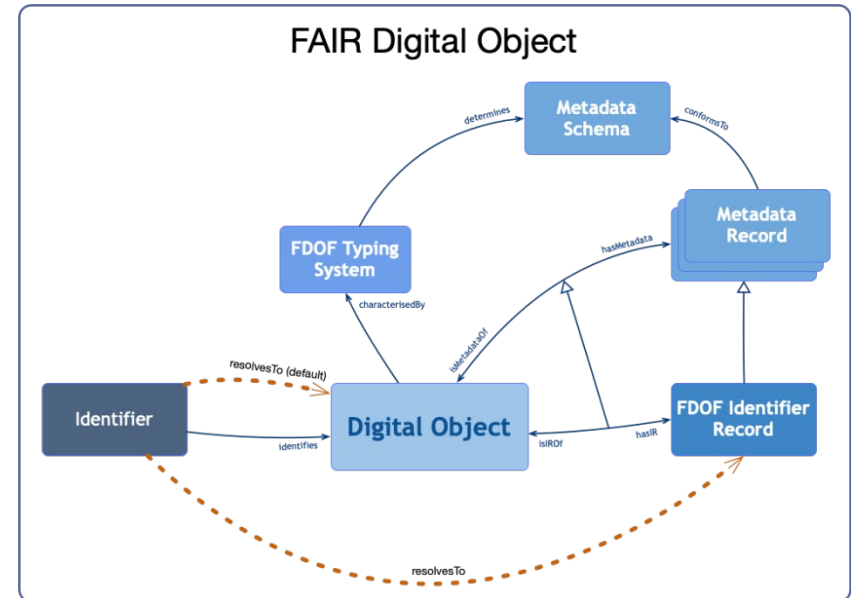 FAIR Digital Object
Metadata
Schema
determines
conformsTo
Metadata
Record
FDOF Typing
System
hasMetadata
characterisedBy
isMetadataOf
resolvesTo (default)
Identifier
identifies
Digital Object
isIROf
hasIR
FDOF Identifier
Record
resolvesTo